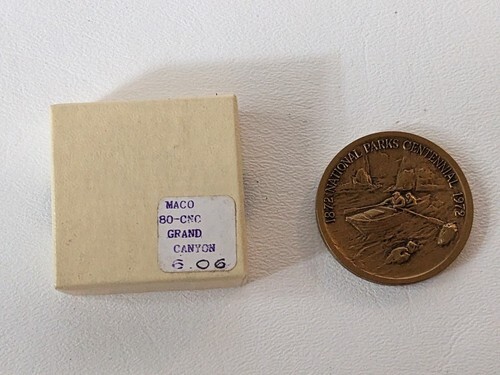 MACO
80-CNC
GRAND
CANYON
6.06
1872 NATIONAL PARKS CENTENNIAL 1972